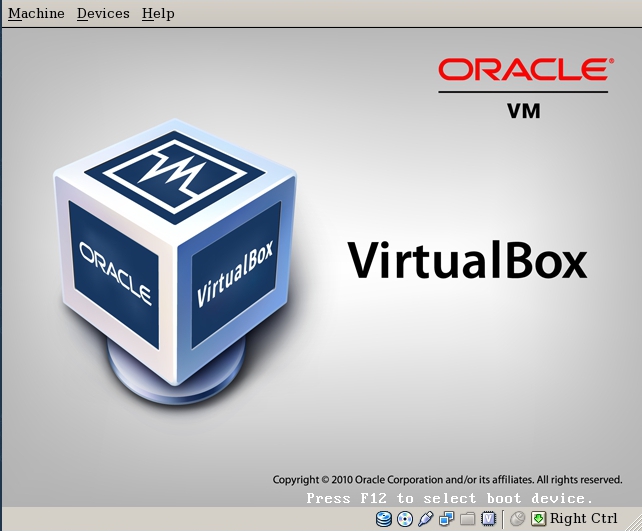 Machine Devices Help
ORACLE®
VM
VM
ORACLE
VirtualBox
VirtualBox
Copyright © 2010 Oracle Corporation and/or its affiliates. All rights reserved.
Press F12 to select boot device.
V
Right Ctrl